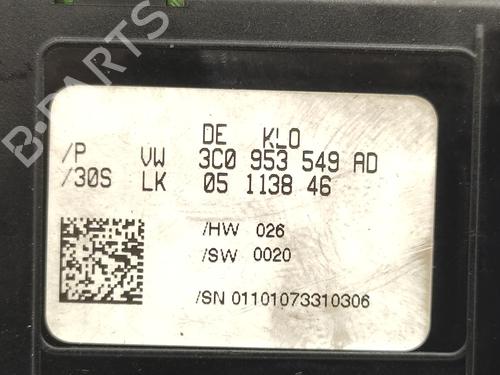 B-PARTS
DE KLO
/P VW 3C0 953 549 AD
/30S LK 05 1138 46
/HW 026
/SW 0020
/SN 01101073310306